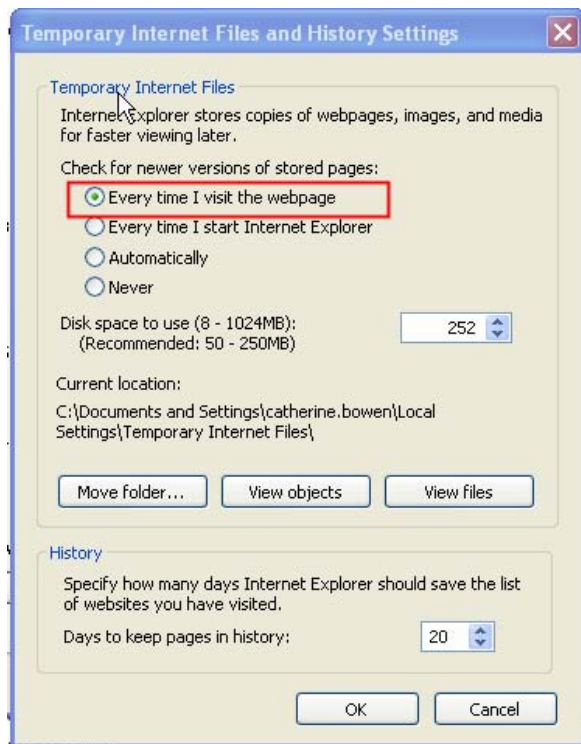 Temporary Internet Files and History Settings
Temporary Internet Files
Internet Explorer stores copies of webpages, images, and media
for faster viewing later.
Check for newer versions of stored pages:
Every time I visit the webpage
Every time I start Internet Explorer
Automatically
Never
Disk space to use (8 - 1024MB): 252
(Recommended: 50 - 250MB)
Current location:
C:\Documents and Settings\catherine.bowen\Local
Settings\Temporary Internet Files\
Move folder... View objects View files
History
Specify how many days Internet Explorer should save the list
of websites you have visited.
Days to keep pages in history: 20
OK Cancel